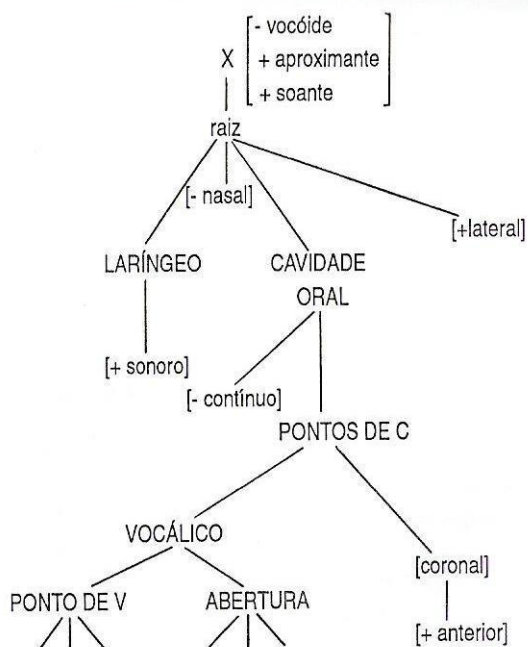 [- vocóide
X + aproximante
+ soante]
raiz
[- nasal]
[+lateral]
LARÍNGEO CAVIDADE
ORAL
[+ sonoro]
[- contínuo]
PONTOS DE C
VOCÁLICO
[coronal]
PONTO DE V ABERTURA
[+ anterior]